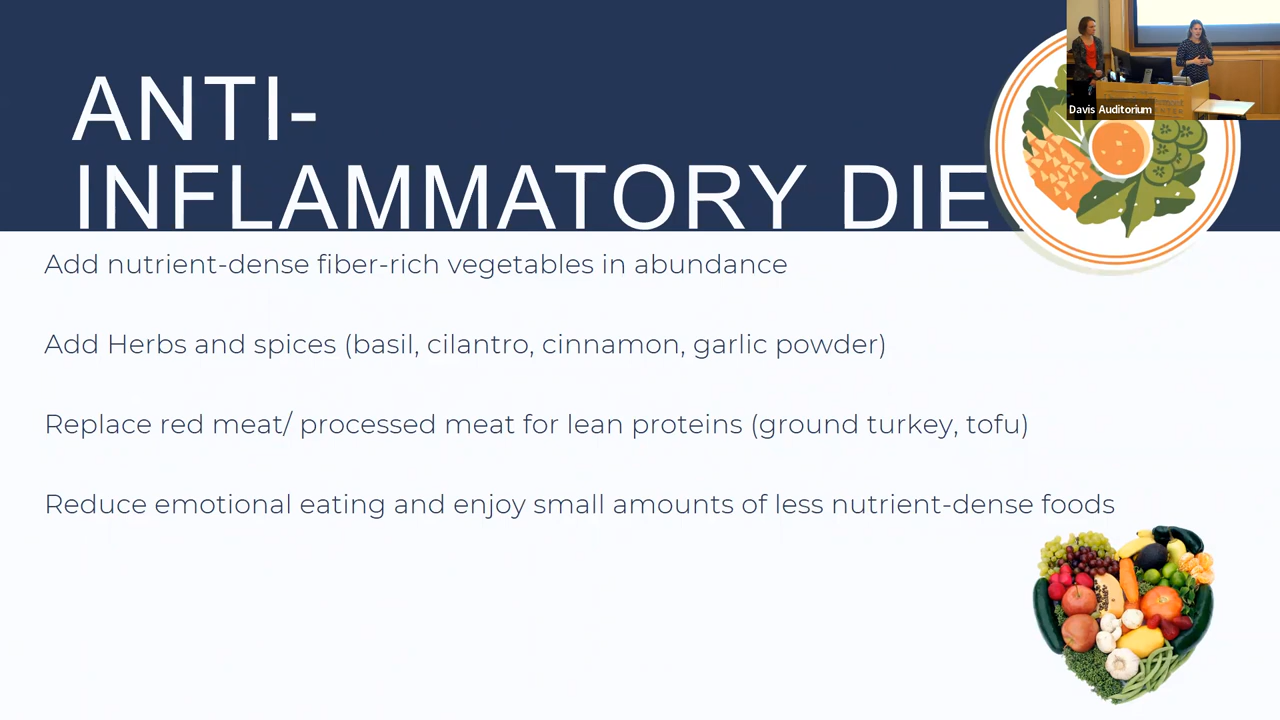 ANTI-
INFLAMMATORY DIE
Davis Auditorium
Add nutrient-dense fiber-rich vegetables in abundance
Add Herbs and spices (basil, cilantro, cinnamon, garlic powder)
Replace red meat/ processed meat for lean proteins (ground turkey, tofu)
Reduce emotional eating and enjoy small amounts of less nutrient-dense foods